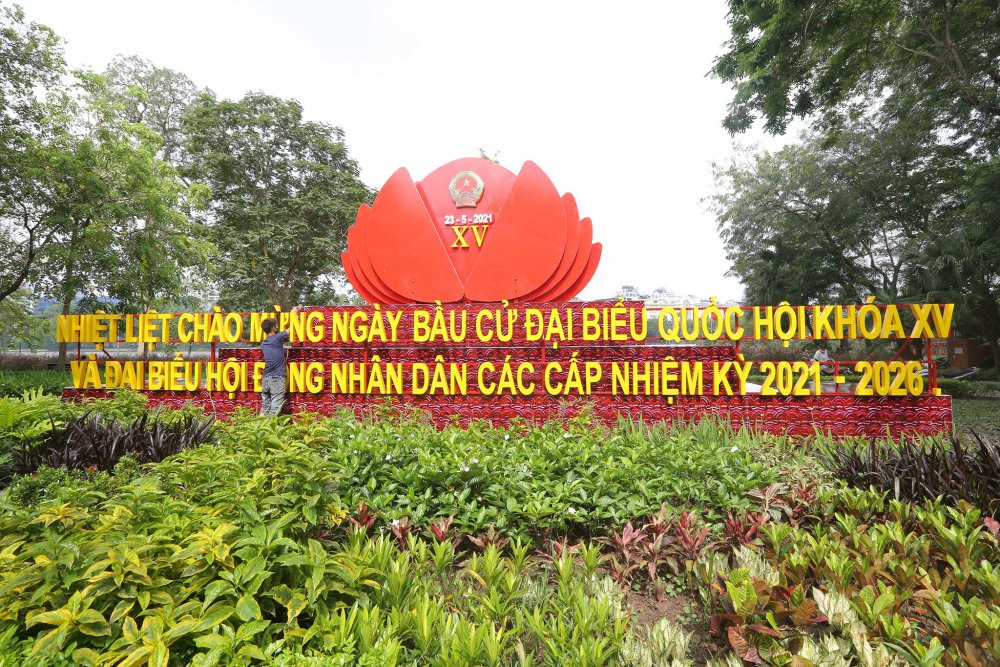 23 - 5 - 2021
XV
NHIỆT LIỆT CHÀO MỪNG NGÀY BẦU CỬ ĐẠI BIỂU QUỐC HỘI KHÓA XV
VÀ ĐẠI BIỂU HỘI ĐỒNG NHÂN DÂN CÁC CẤP NHIỆM KỲ 2021 - 2026